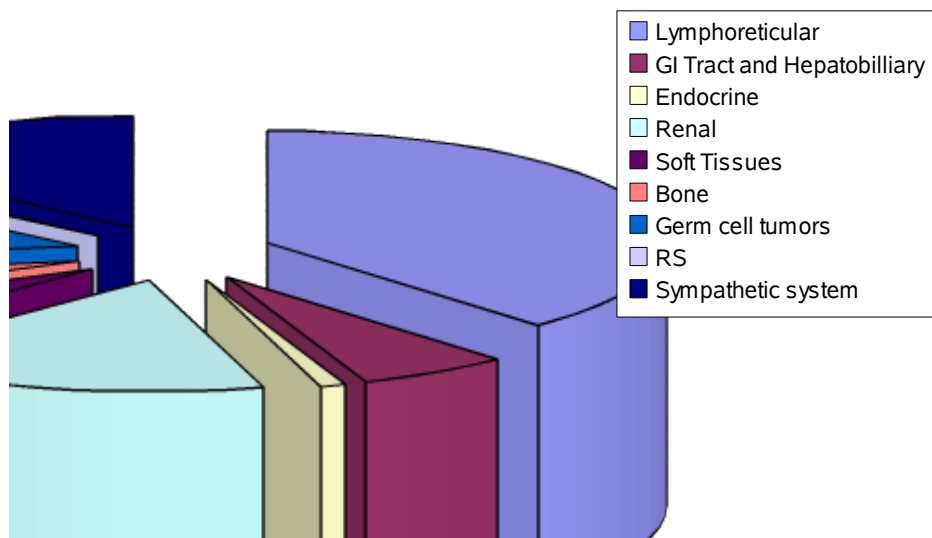 Lymphoreticular
GI Tract and Hepatobilliary
Endocrine
Renal
Soft Tissues
Bone
Germ cell tumors
RS
Sympathetic system